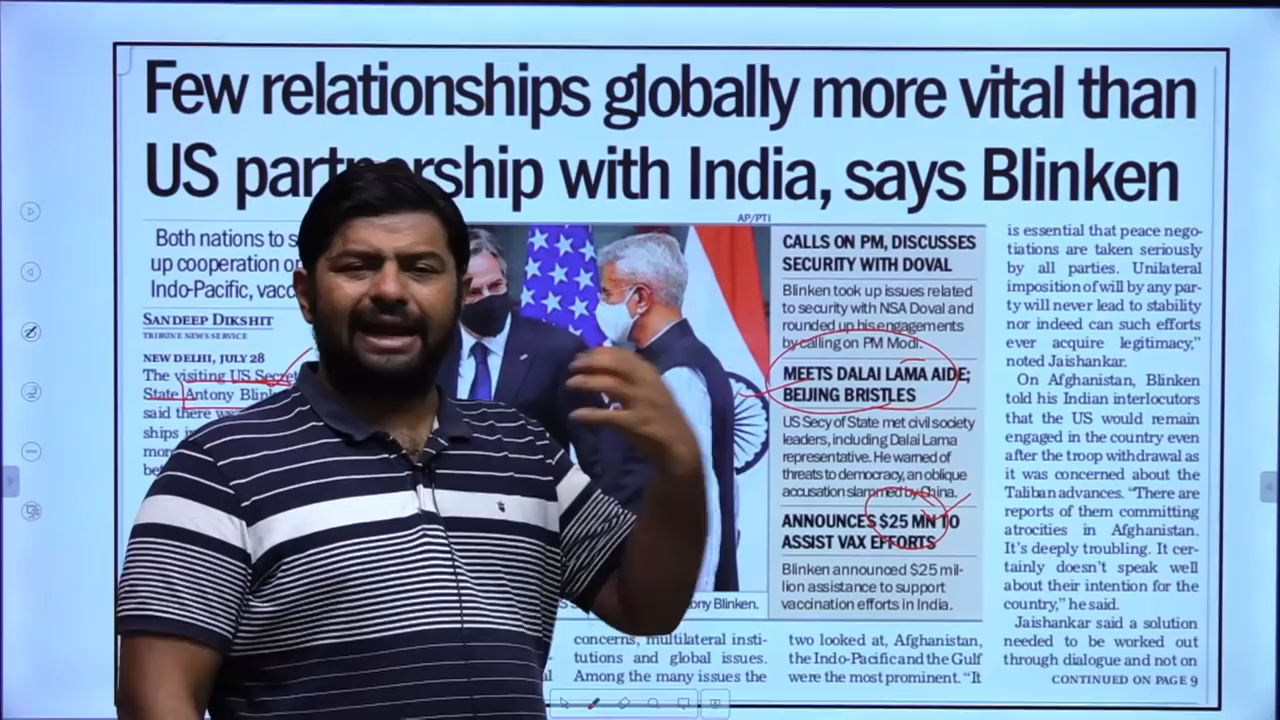 Few relationships globally more vital than
US partnership with India, says Blinken
Both nations to s
up cooperation on
Indo-Pacific, vacc
SANDEEP DIKSHIT
TRIBUNE NEWS SERVICE
NEW DELHI, JULY 28
The visiting US Secret
State Antony Blink
said there we
ships i
mor
be
AP/PTI
ony Blinken.
concerns, multilateral insti-
tutions and global issues.
Among the many issues the
CALLS ON PM, DISCUSSES
SECURITY WITH DOVAL
Blinken took up issues related
to security with NSA Doval and
rounded up his engagements
by calling on PM Modi.
MEETS DALAI LAMA AIDE;
BEIJING BRISTLES
US Secy of State met civil society
leaders, including Dalai Lama
representative. He warned of
threats to democracy, an oblique
accusation slammed by China.
ANNOUNCES $25 MN TO
ASSIST VAX EFFORTS
Blinken announced $25 mil-
lion assistance to support
vaccination efforts in India.
two looked at, Afghanistan,
the Indo-Pacific and the Gulf
were the most prominent. “It
is essential that peace nego-
tiations are taken seriously
by all parties. Unilateral
imposition of will by any par-
ty will never lead to stability
nor indeed can such efforts
ever acquire legitimacy,”
noted Jaishankar.
On Afghanistan, Blinken
told his Indian interlocutors
that the US would remain
engaged in the country even
after the troop withdrawal as
it was concerned about the
Taliban advances. “There are
reports of them committing
atrocities in Afghanistan.
It’s deeply troubling. It cer-
tainly doesn’t speak well
about their intention for the
country,” he said.
Jaishankar said a solution
needed to be worked out
through dialogue and not on
CONTINUED ON PAGE 9